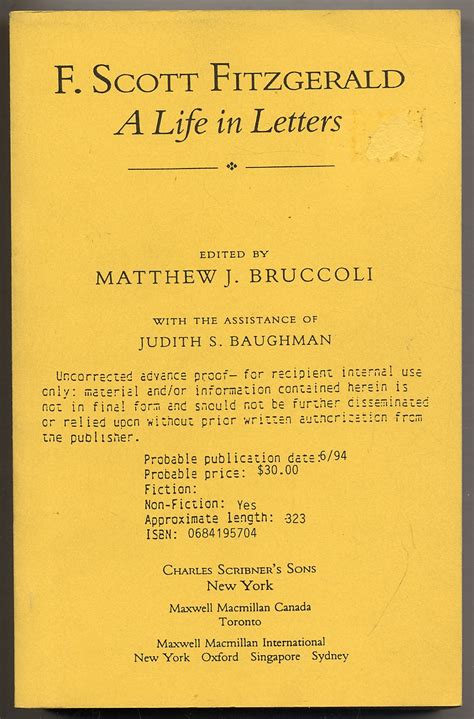 F. SCOTT FITZGERALD
A Life in Letters
EDITED BY
MATTHEW J. BRUCCOLI
WITH THE ASSISTANCE OF
JUDITH S. BAUGHMAN
Uncorrected advance proof— for recipient internal use
only: material and/or information contained herein is
not in final form and should not be further disseminated
or relied upon without prior written authorization from
the publisher.
Probable publication date:6/94
Probable price: $30.00
Fiction:
Non-Fiction: Yes
Approximate length: 323
ISBN: 0684195704
CHARLES SCRIBNER'S SONS
New York
Maxwell Macmillan Canada
Toronto
Maxwell Macmillan International
New York Oxford Singapore Sydney